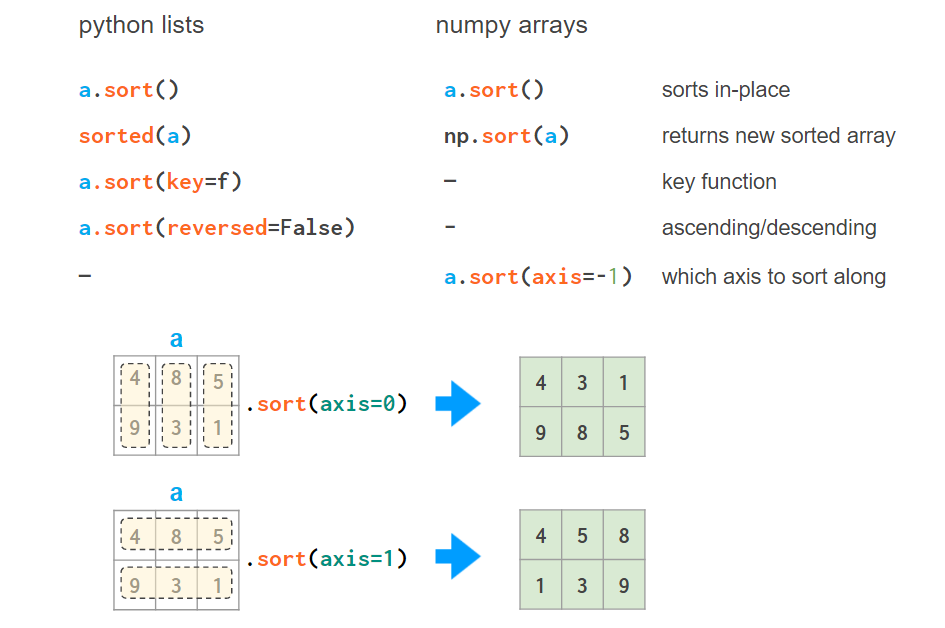 python lists numpy arrays
a.sort() a.sort() sorts in-place
sorted(a) np.sort(a) returns new sorted array
a.sort(key=f) – key function
a.sort(reversed=False) - ascending/descending
– a.sort(axis=-1) which axis to sort along
a
4 8 5 4 3 1
.sort(axis=0)
9 3 1 9 8 5
a
4 8 5 4 5 8
.sort(axis=1)
9 3 1 1 3 9